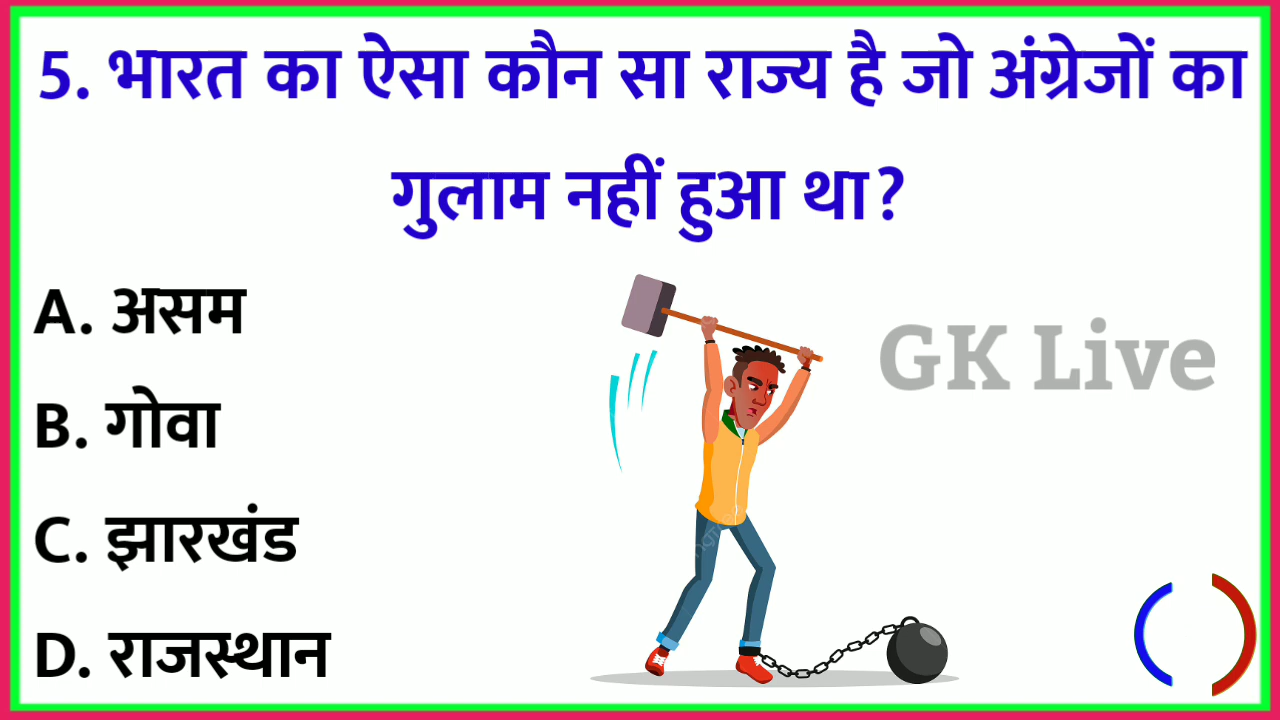 5. भारत का ऐसा कौन सा राज्य है जो अंग्रेजों का
गुलाम नहीं हुआ था?
A. असम
B. गोवा
C. झारखंड
D. राजस्थान
GK Live